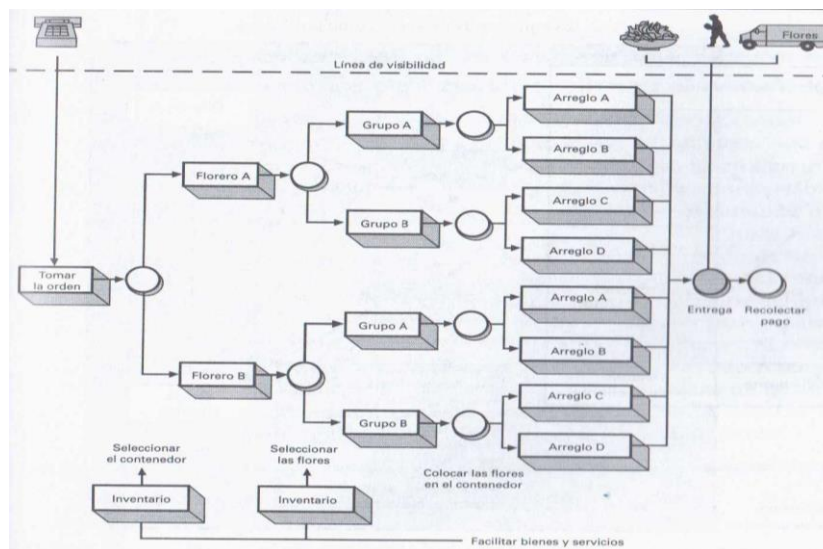 Flores
Línea de visibilidad
Arreglo A
Grupo A
Arreglo B
Florero A
Arreglo C
Grupo B
Arreglo D
Tomar
la orden
Arreglo A
Grupo A
Entrega
Recolectar
pago
Arreglo B
Florero B
Arreglo C
Grupo B
Arreglo D
Seleccionar
el contenedor
Seleccionar
las flores
Colocar las flores
en el contenedor
Inventario
Inventario
Facilitar bienes y servicios